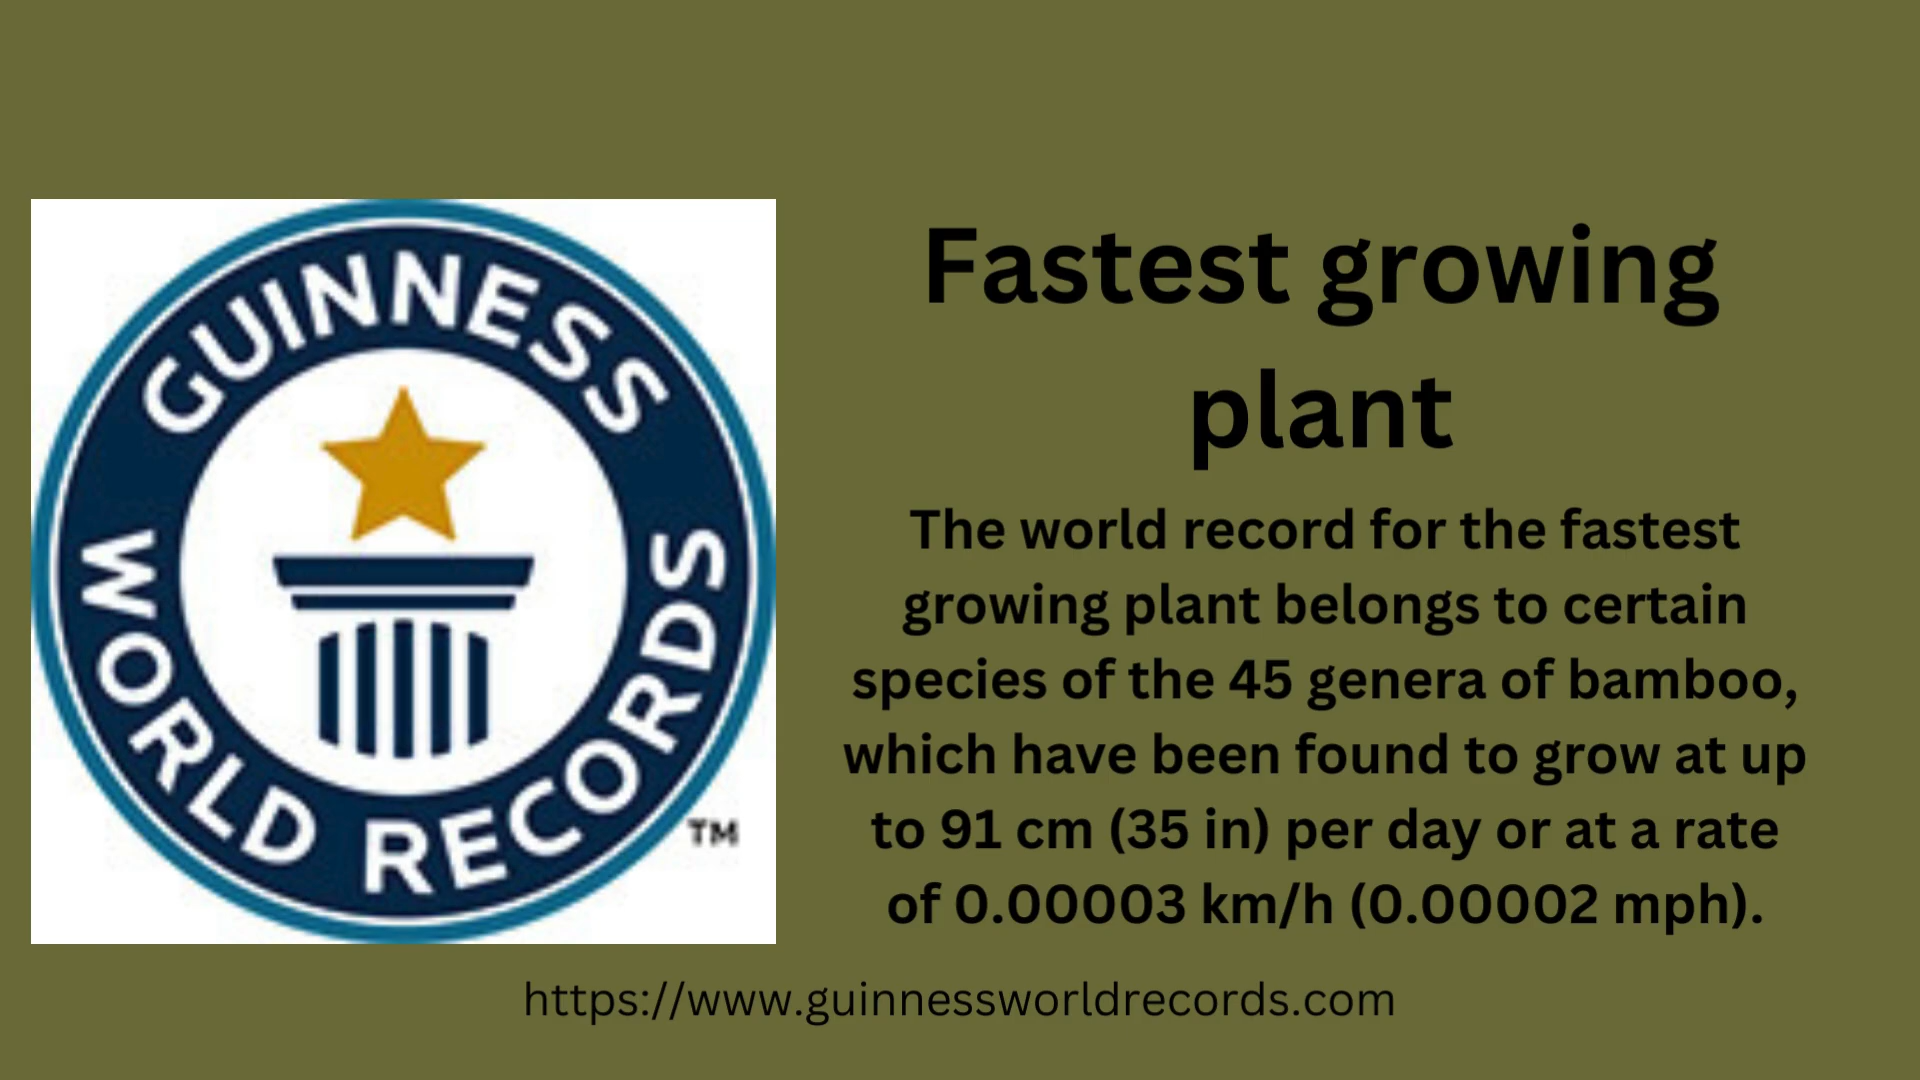 GUINNESS
WORLD RECORDS
TM
Fastest growing
plant
The world record for the fastest
growing plant belongs to certain
species of the 45 genera of bamboo,
which have been found to grow at up
to 91 cm (35 in) per day or at a rate
of 0.00003 km/h (0.00002 mph).
https://www.guinnessworldrecords.com